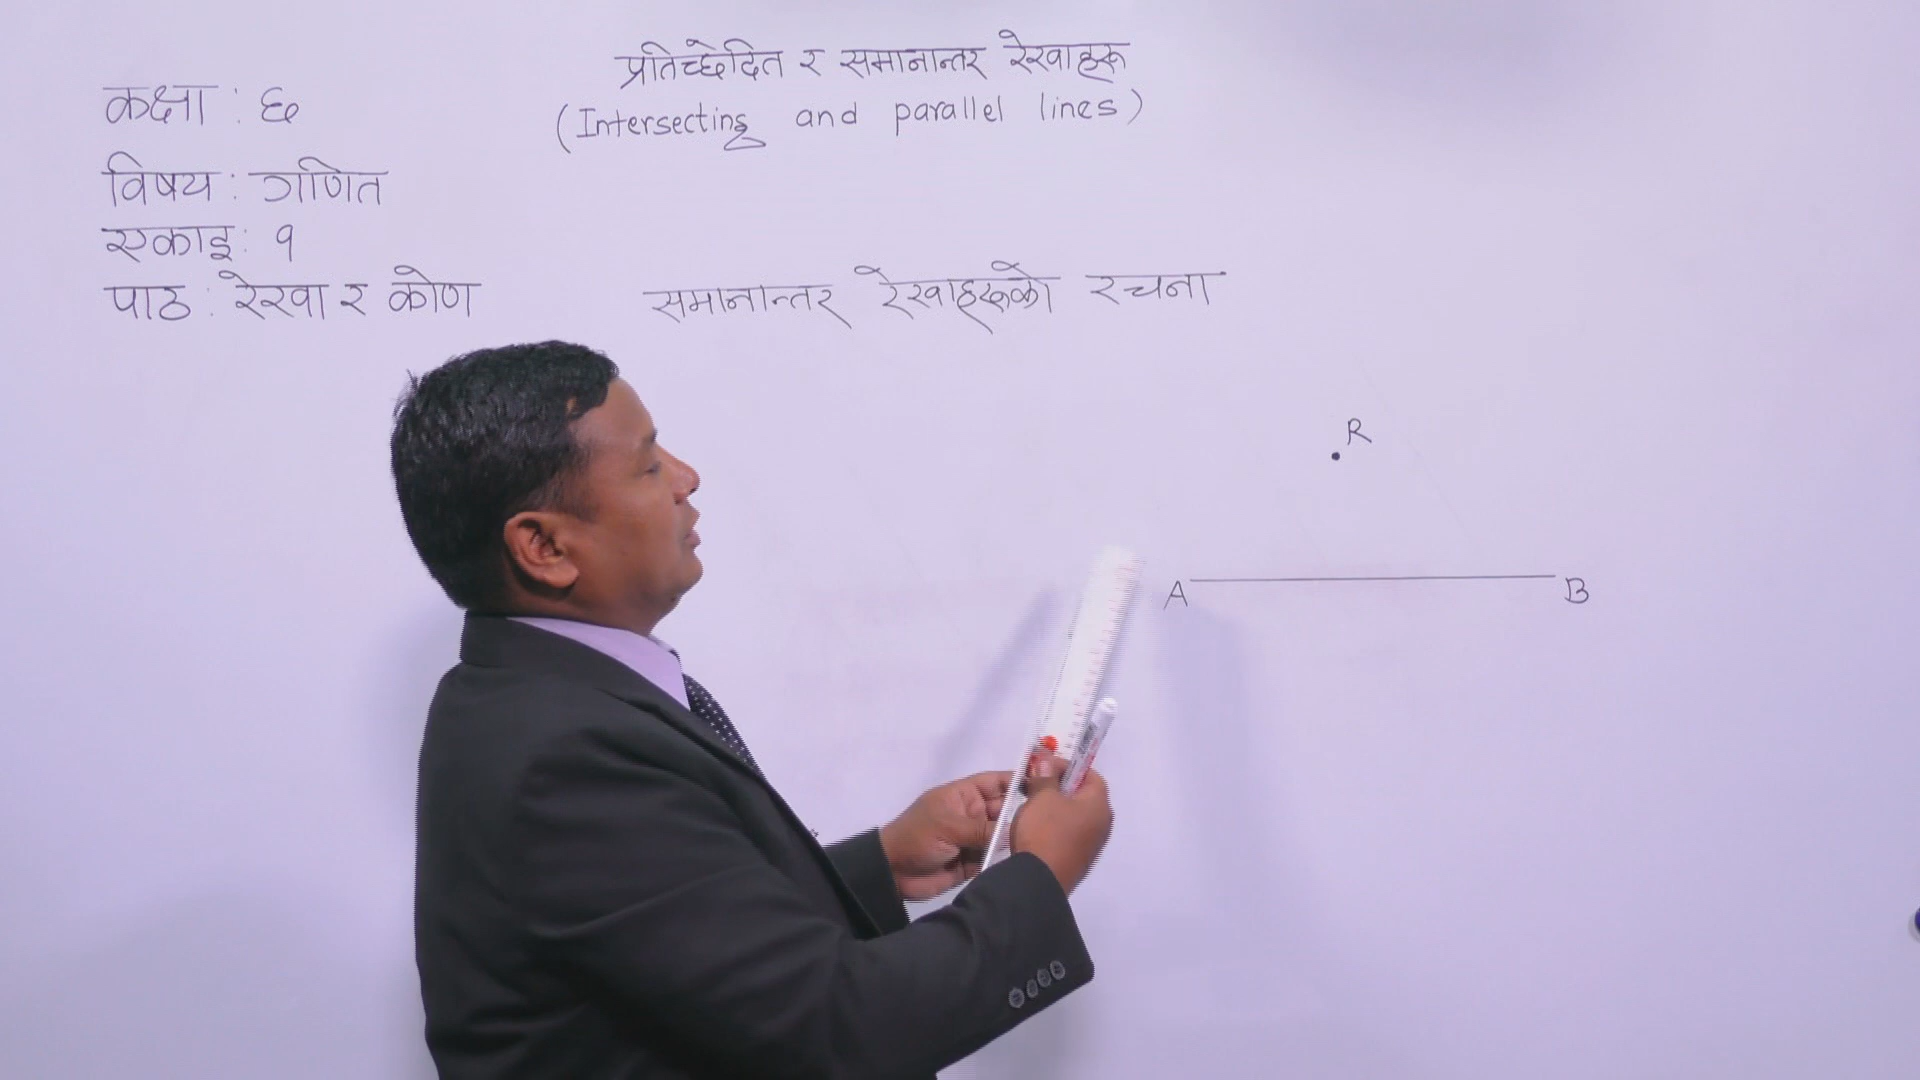 प्रतिच्छेदित र समानान्तर रेखाहरू
(Intersecting and parallel lines)
कक्षा : ६
विषय : गणित
एकाइ : १
पाठ : रेखा र कोण
समानान्तर रेखाहरूको रचना
R
A B